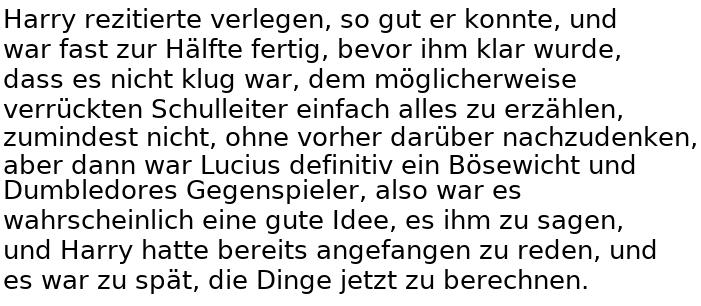 Harry rezitierte verlegen, so gut er konnte, und
war fast zur Hälfte fertig, bevor ihm klar wurde,
dass es nicht klug war, dem möglicherweise
verrückten Schulleiter einfach alles zu erzählen,
zumindest nicht, ohne vorher darüber nachzudenken,
aber dann war Lucius definitiv ein Bösewicht und
Dumbledores Gegenspieler, also war es
wahrscheinlich eine gute Idee, es ihm zu sagen,
und Harry hatte bereits angefangen zu reden, und
es war zu spät, die Dinge jetzt zu berechnen.